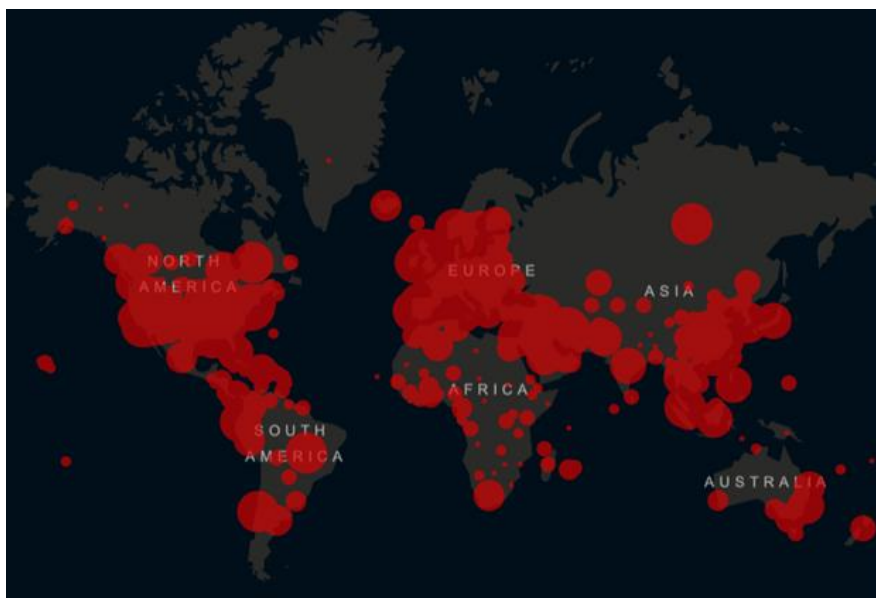 NORTH
AMERICA
EUROPE
ASIA
AFRICA
SOUTH
AMERICA
AUSTRALIA